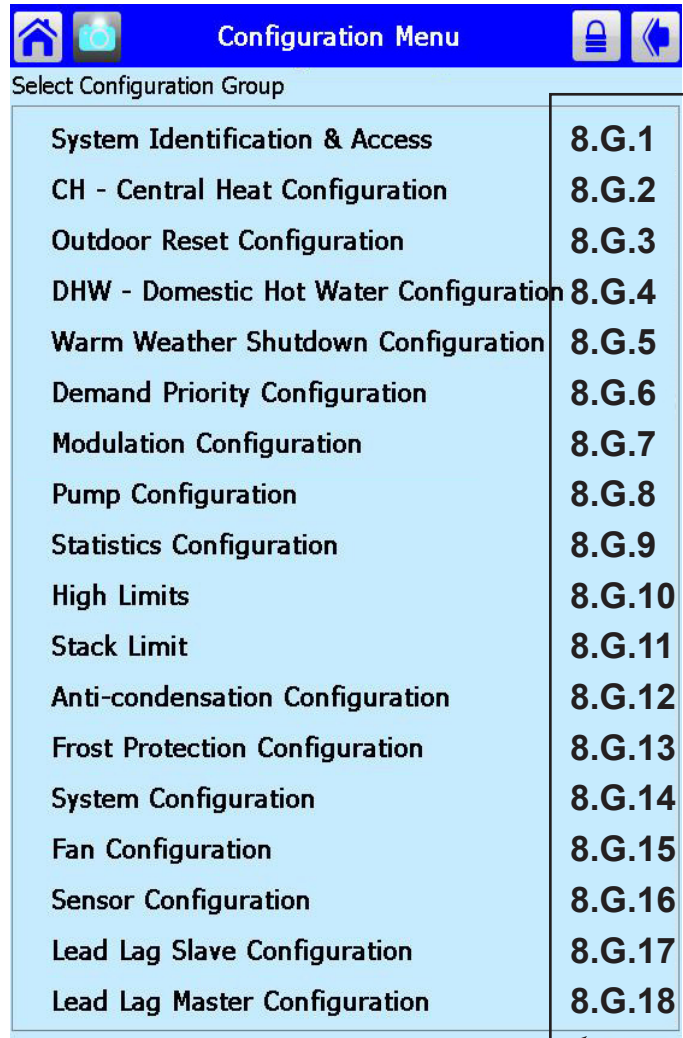 Configuration Menu
Select Configuration Group
System Identification & Access 8.G.1
CH - Central Heat Configuration 8.G.2
Outdoor Reset Configuration 8.G.3
DHW - Domestic Hot Water Configuration 8.G.4
Warm Weather Shutdown Configuration 8.G.5
Demand Priority Configuration 8.G.6
Modulation Configuration 8.G.7
Pump Configuration 8.G.8
Statistics Configuration 8.G.9
High Limits 8.G.10
Stack Limit 8.G.11
Anti-condensation Configuration 8.G.12
Frost Protection Configuration 8.G.13
System Configuration 8.G.14
Fan Configuration 8.G.15
Sensor Configuration 8.G.16
Lead Lag Slave Configuration 8.G.17
Lead Lag Master Configuration 8.G.18